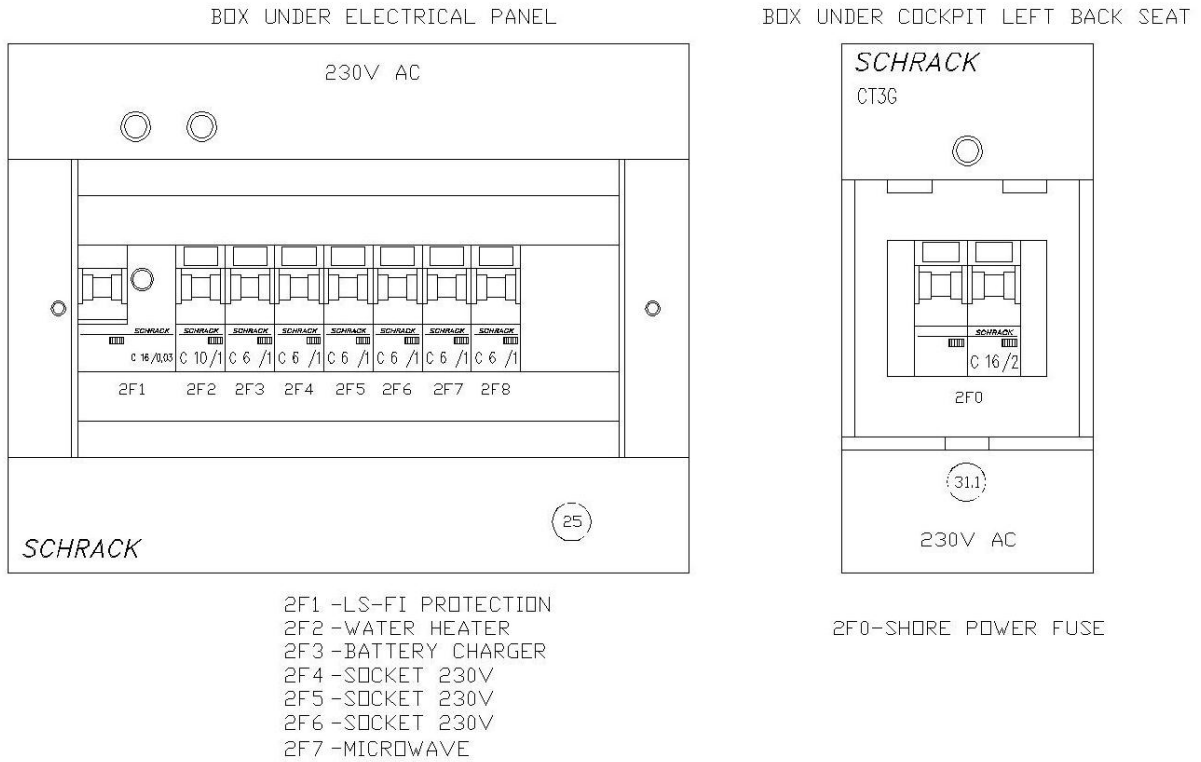 BOX UNDER ELECTRICAL PANEL
230V AC
SCHRACK SCHRACK SCHRACK SCHRACK SCHRACK SCHRACK SCHRACK SCHRACK
C 16/0,03 C 10/1 C 6 /1 C 6 /1 C 6 /1 C 6 /1 C 6 /1 C 6 /1
2F1 2F2 2F3 2F4 2F5 2F6 2F7 2F8
25
SCHRACK
2F1 -LS-FI PROTECTION
2F2 -WATER HEATER
2F3 -BATTERY CHARGER
2F4 -SOCKET 230V
2F5 -SOCKET 230V
2F6 -SOCKET 230V
2F7 -MICROWAVE
BOX UNDER COCKPIT LEFT BACK SEAT
SCHRACK
CT3G
SCHRACK
C 16/2
2F0
31.1
230V AC
2F0-SHORE POWER FUSE